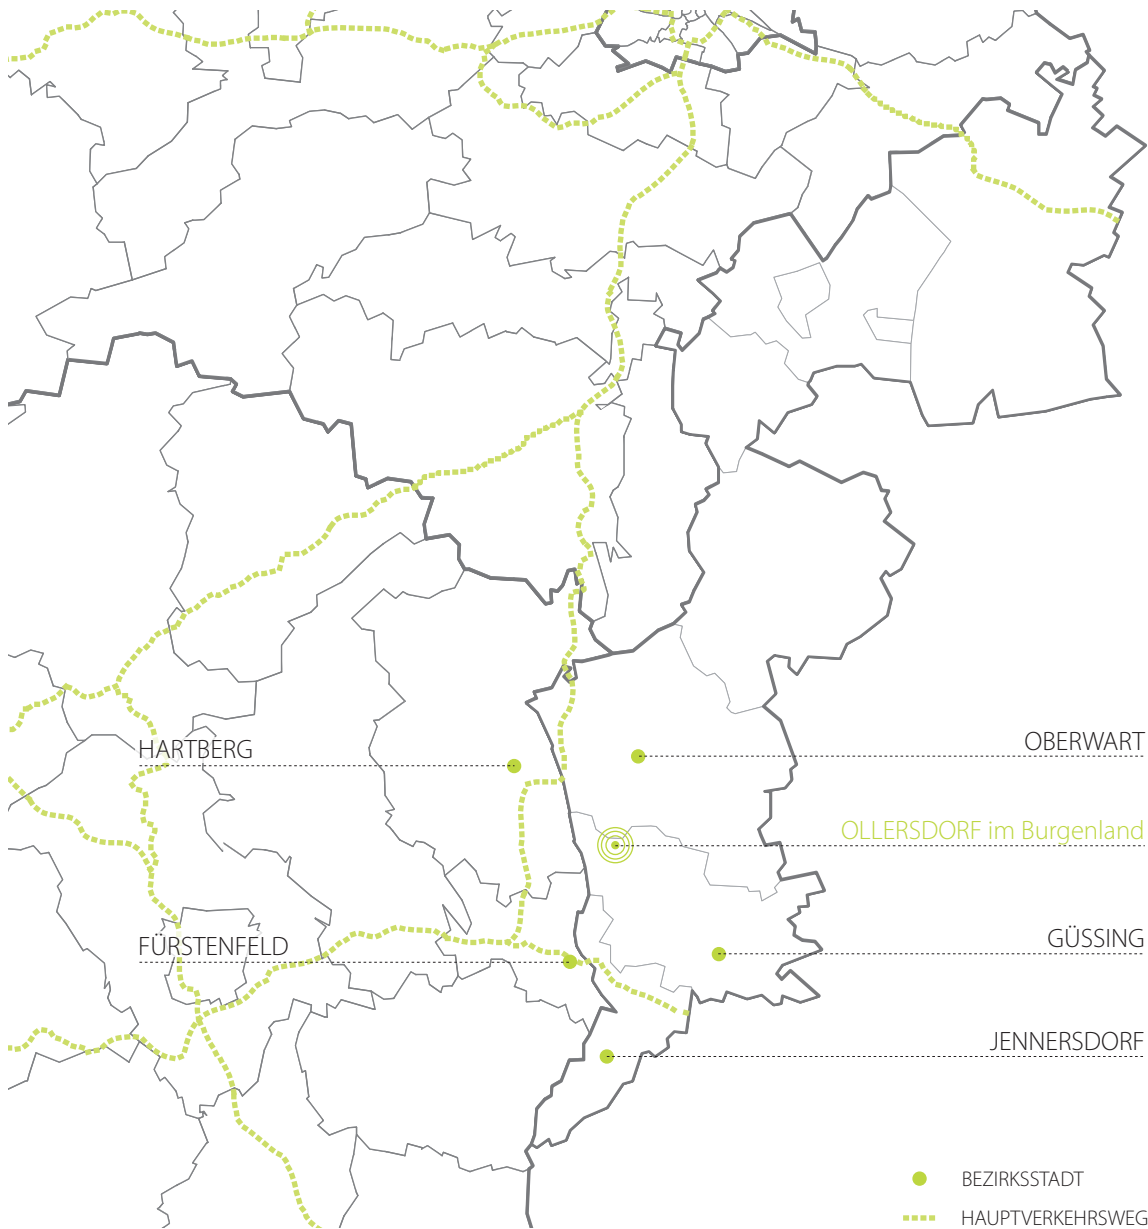 HARTBERG
OBERWART
OLLERSDORF im Burgenland
FÜRSTENFELD
GÜSSING
JENNERSDORF
BEZIRKSSTADT
HAUPTVERKEHRSWEG